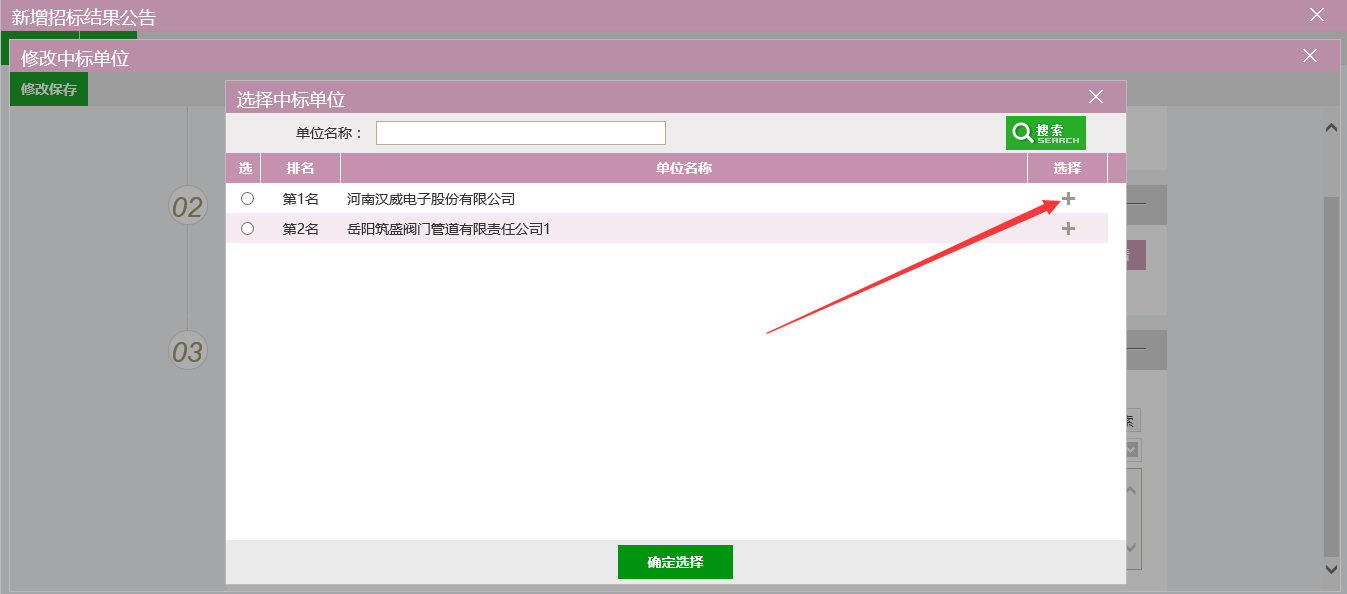 新增招标结果公告
修改中标单位
修改保存
选择中标单位
单位名称：
搜索
SEARCH
选 排名 单位名称 选择
第1名 河南汉威电子股份有限公司
02
第2名 岳阳筑盛阀门管道有限责任公司1
03
确定选择